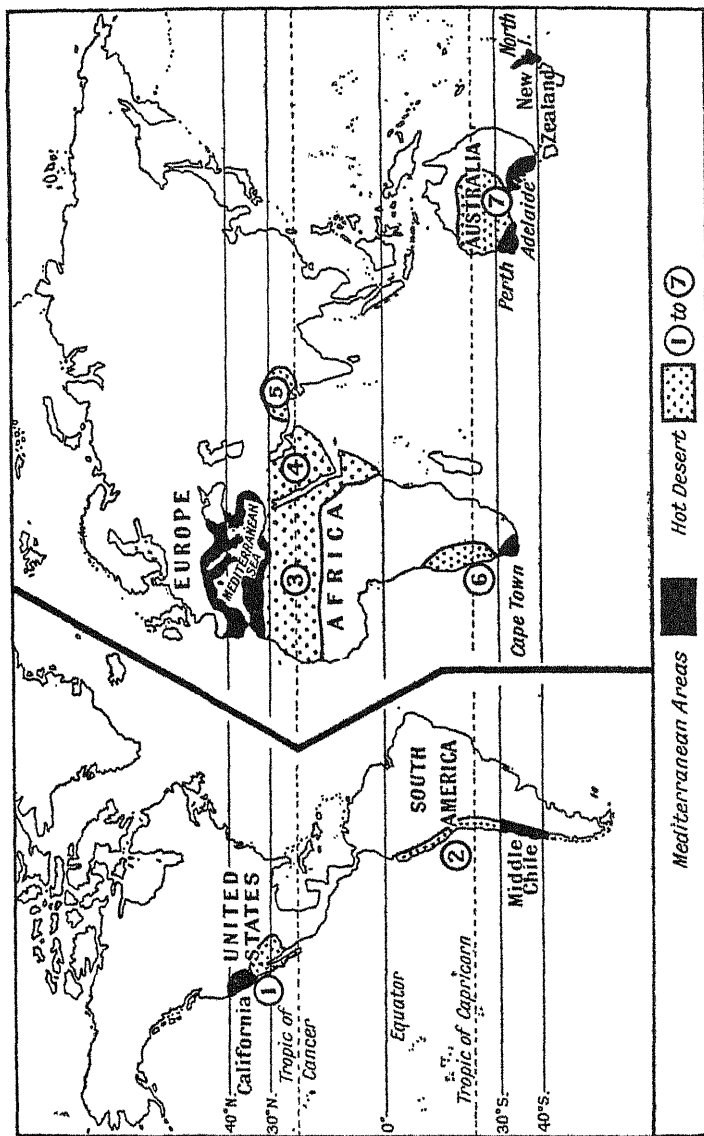 40°N.
30°N.
0°
30°S.
40°S.
California
UNITED
STATES
①
Tropic of
Cancer
Equator
Tropic of Capricorn
②
SOUTH
AMERICA
Middle
Chile
EUROPE
MEDITERRANEAN
SEA
③
④
⑤
AFRICA
⑥
Cape Town
AUSTRALIA
⑦
Perth
Adelaide
North
I.
New
Zealand
Mediterranean Areas
Hot Desert
① to ⑦